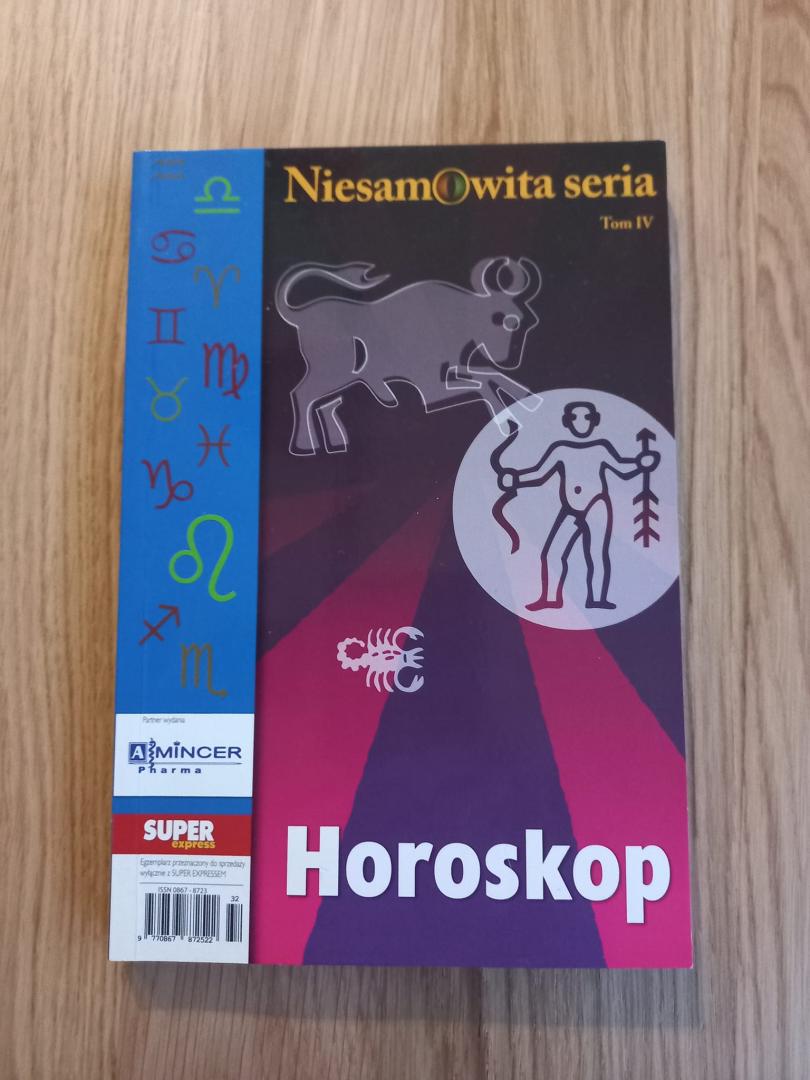 Niesamowita seria
Tom IV
Partner wydania
A MINCER
Pharma
SUPER
express
Egzemplarz przeznaczony do sprzedaży
wyłącznie z SUPER EXPRESSEM
ISSN 0867 - 8723
32
9 770867 872522
Horoskop